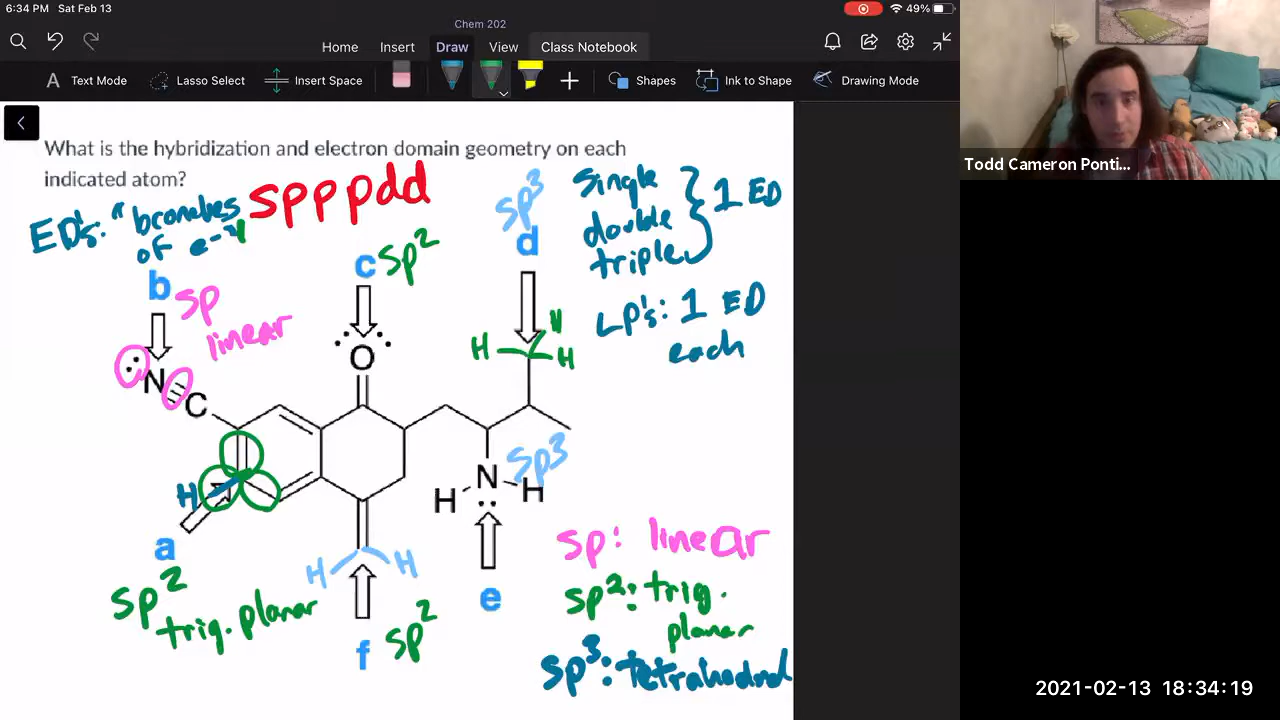 6:34 PM Sat Feb 13
49%
Chem 202
Home Insert Draw View Class Notebook
Text Mode Lasso Select Insert Space Shapes Ink to Shape Drawing Mode
Todd Cameron Ponti...
What is the hybridization and electron domain geometry on each
indicated atom?
spppdd
ED's: "branches
of e-"
sp3
d
single
double
triple
1 ED
LP's: 1 ED
each
b
sp
linear
c sp2
N
C
O
H
H
H
N
sp3
H
H
H
a
sp2
trig. planar
H
H
f sp2
e
sp: linear
sp2: trig.
planar
sp3: tetrahedral
2021-02-13 18:34:19